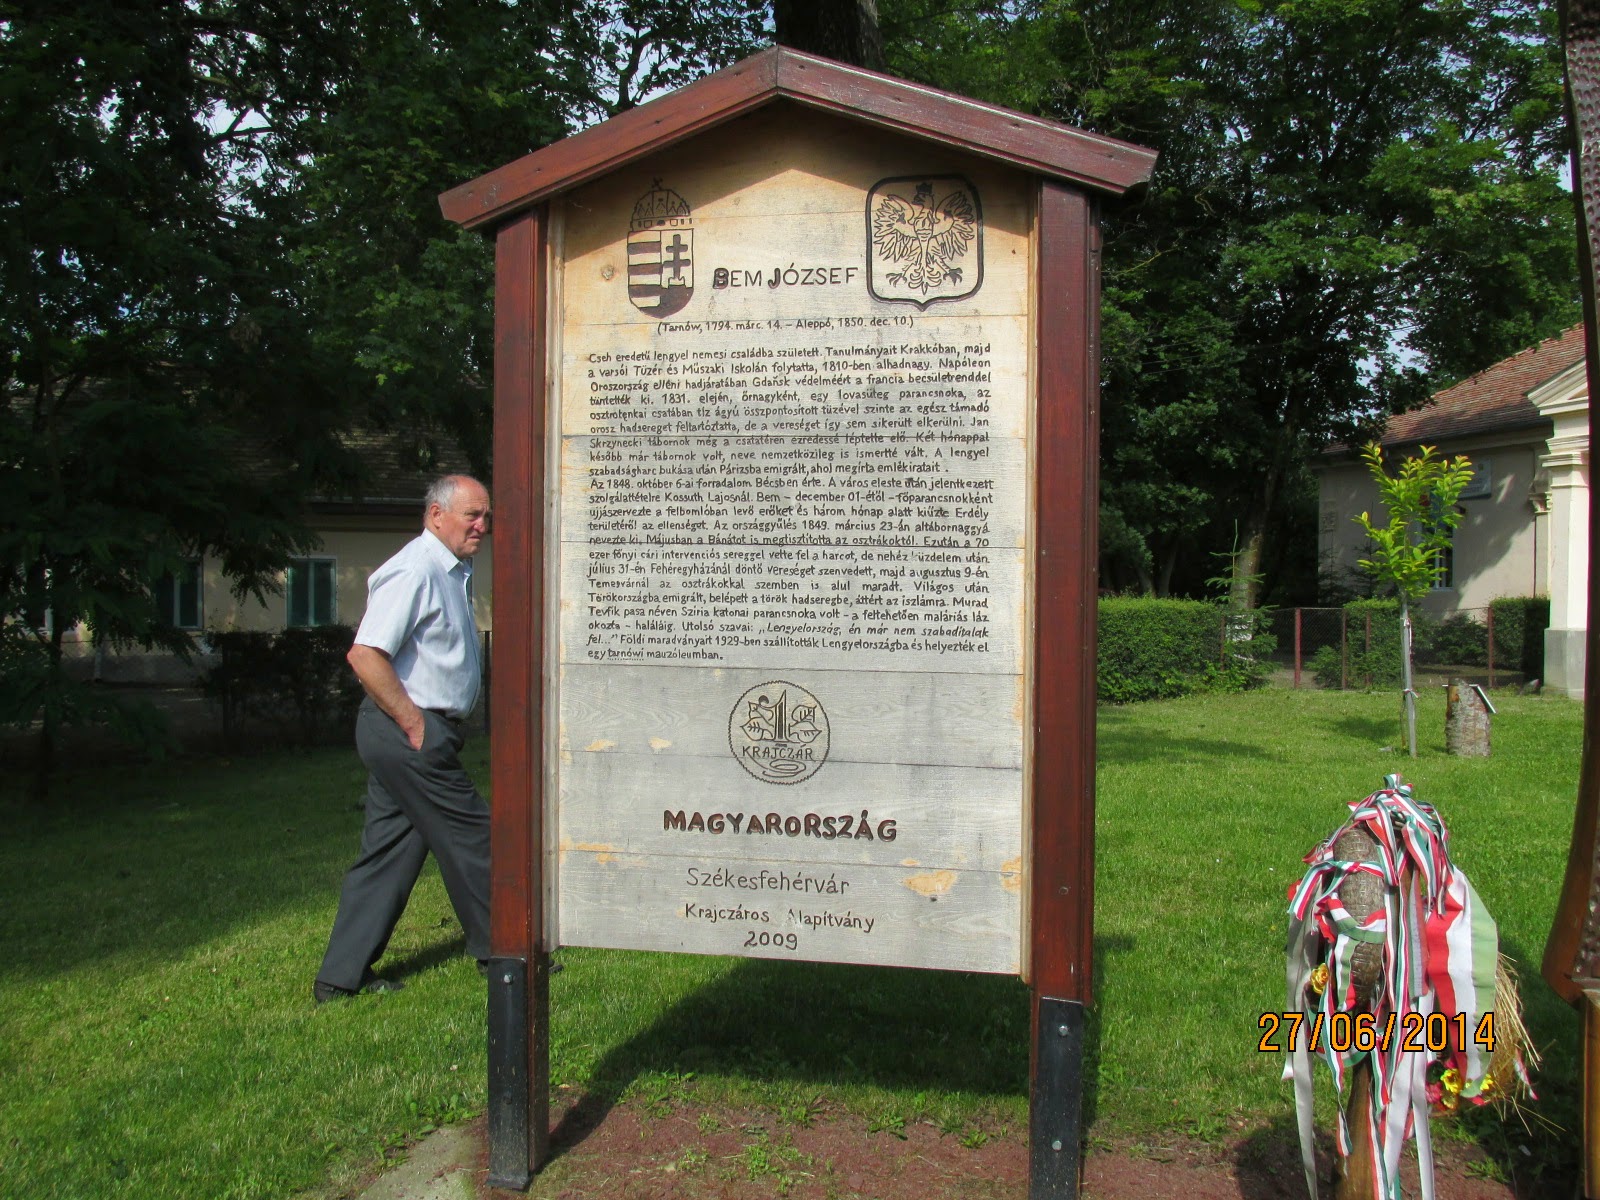 BEM JÓZSEF
(Tarnów, 1794. márc. 14. – Aleppó, 1850. dec. 10.)
Cseh eredetű lengyel nemesi családba született. Tanulmányait Krakkóban, majd
a varsói Tüzér és Műszaki Iskolán folytatta, 1810-ben alhadnagy. Napóleon
Oroszország elleni hadjáratában Gdańsk védelméért a francia becsületrenddel
tüntették ki. 1831. elején, őrnagyként, egy lovasüteg parancsnoka, az
osztrolenkai csatában tíz ágyú összpontosított tüzével szinte az egész támadó
orosz hadsereget feltartóztatta, de a vereséget így sem sikerült elkerülni. Jan
Skrzynecki tábornok még a csatatéren ezredessé léptette elő. Két hónappal
később már tábornok volt, neve nemzetközileg is ismertté vált. A lengyel
szabadságharc bukása után Párizsba emigrált, ahol megírta emlékiratait.
Az 1848. október 6-ai forradalom Bécsben érte. A város eleste után jelentkezett
szolgálattételre Kossuth Lajosnál. Bem – december 01-étől – főparancsnokként
ujjászervezte a felbomlóban levő erőket és három hónap alatt kiűzte Erdély
területéről az ellenséget. Az országgyűlés 1849. március 23-án altábornaggyá
nevezte ki. Májusban a Bánátot is megtisztította az osztrákoktól. Ezután a 70
ezer főnyi cári intervenciós sereggel vette fel a harcot, de nehéz küzdelem után
július 31-én Fehéregyházánál döntő vereséget szenvedett, majd augusztus 9-én
Temesvárnál az osztrákokkal szemben is alul maradt. Világos után
Törökországba emigrált, belépett a török hadseregbe, áttért az iszlámra. Murad
Tevfik pasa néven Szíria katonai parancsnoka volt – a feltehetően maláriás láz
okozta – haláláig. Utolsó szavai: „Lengyelország, én már nem szabadítalak
fel..." Földi maradványait 1929-ben szállították Lengyelországba és helyezték el
egy tarnówi mauzóleumban.
1
KRAJCZÁR
MAGYARORSZÁG
Székesfehérvár
Krajczáros Alapítvány
2009
27/06/2014